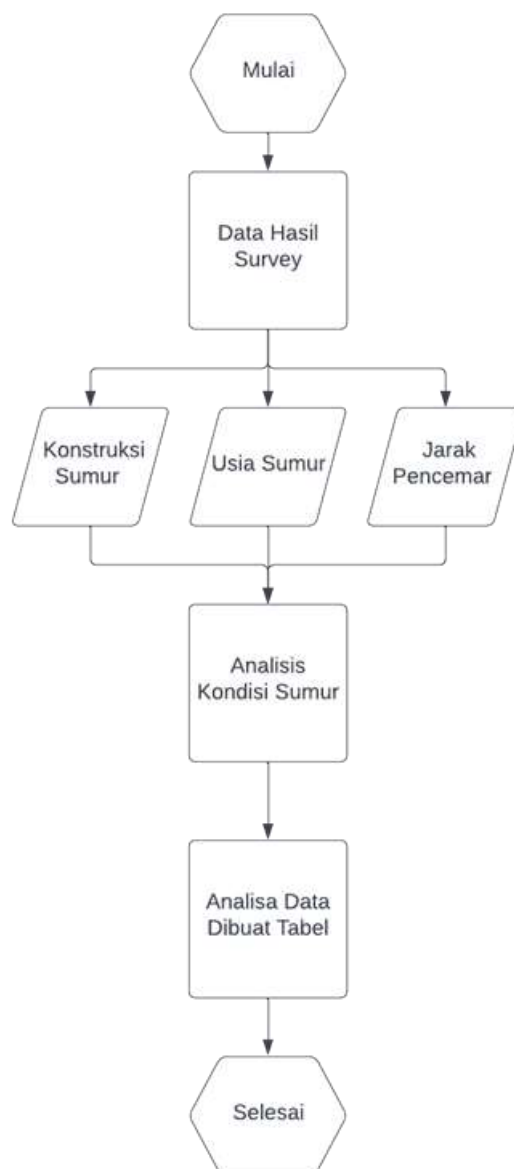 Mulai
Data Hasil
Survey
Konstruksi
Sumur
Usia Sumur
Jarak
Pencemar
Analisis
Kondisi Sumur
Analisa Data
Dibuat Tabel
Selesai